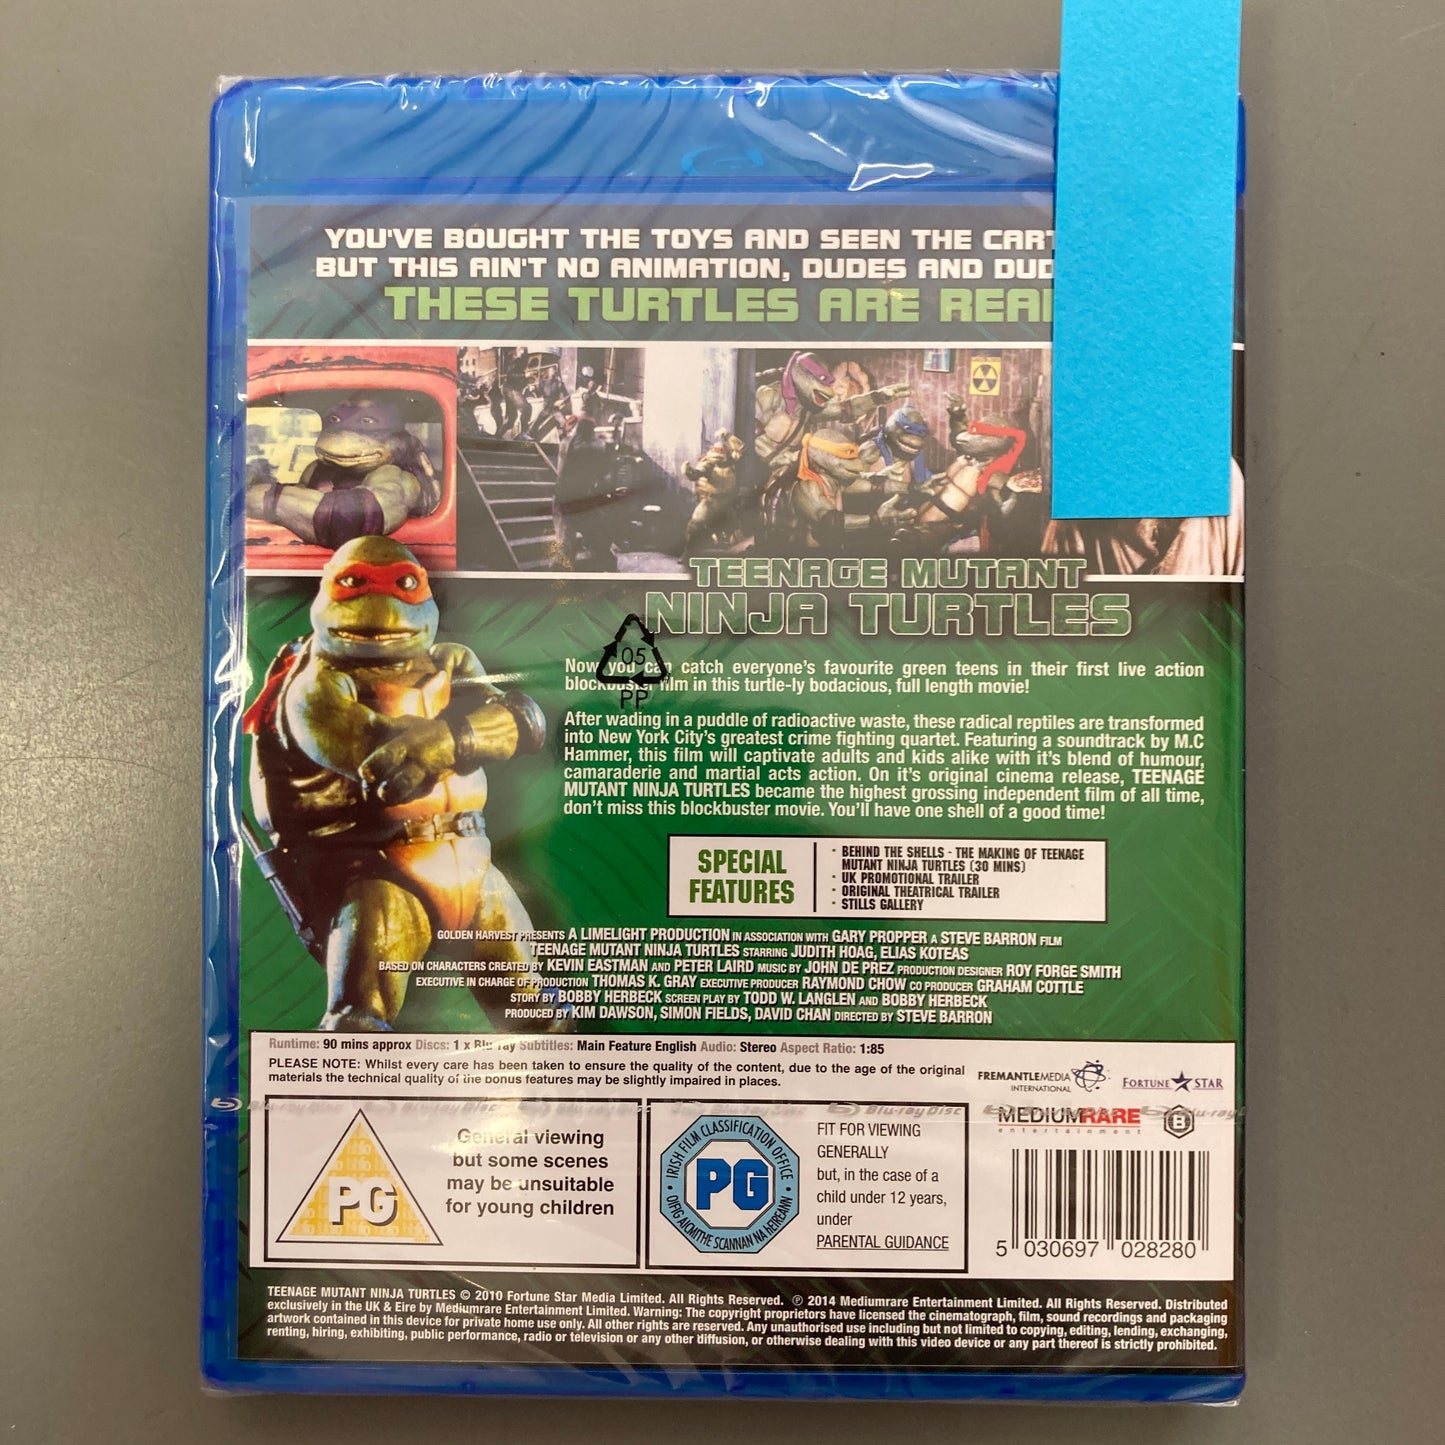 YOU'VE BOUGHT THE TOYS AND SEEN THE
BUT THIS AIN'T NO ANIMATION, DUDES AND
THESE TURTLES ARE
TEENAGE MUTANT
NINJA TURTLES
05
PP
Now you can catch everyone's favourite green teens in their first live action
blockbuster film in this turtle-ly bodacious, full length movie!
After wading in a puddle of radioactive waste, these radical reptiles are transformed
into New York City's greatest crime fighting quartet. Featuring a soundtrack by M.C
Hammer, this film will captivate adults and kids alike with it's blend of humour,
camaraderie and martial acts action. On it's original cinema release, TEENAGE
MUTANT NINJA TURTLES became the highest grossing independent film of all time,
don't miss this blockbuster movie. You'll have one shell of a good time!
SPECIAL
FEATURES
· BEHIND THE SHELLS - THE MAKING OF TEENAGE
MUTANT NINJA TURTLES (30 MINS)
· UK PROMOTIONAL TRAILER
· ORIGINAL THEATRICAL TRAILER
· STILLS GALLERY
GOLDEN HARVEST PRESENTS A LIMELIGHT PRODUCTION IN ASSOCIATION WITH GARY PROPPER A STEVE BARRON FILM
TEENAGE MUTANT NINJA TURTLES STARRING JUDITH HOAG, ELIAS KOTEAS
BASED ON CHARACTERS CREATED BY KEVIN EASTMAN AND PETER LAIRD MUSIC BY JOHN DE PREZ PRODUCTION DESIGNER ROY FORGE SMITH
EXECUTIVE IN CHARGE OF PRODUCTION THOMAS K. GRAY EXECUTIVE PRODUCER RAYMOND CHOW CO PRODUCER GRAHAM COTTLE
STORY BY BOBBY HERBECK SCREEN PLAY BY TODD W. LANGLEN AND BOBBY HERBECK
PRODUCED BY KIM DAWSON, SIMON FIELDS, DAVID CHAN DIRECTED BY STEVE BARRON
Runtime: 90 mins approx Discs: 1 x Blu-ray Subtitles: Main Feature English Audio: Stereo Aspect Ratio: 1:85
PLEASE NOTE: Whilst every care has been taken to ensure the quality of the content, due to the age of the original
materials the technical quality of the bonus features may be slightly impaired in places.
FREMANTLEMEDIA
INTERNATIONAL
FORTUNE STAR
Blu-ray Disc
MEDIUMRARE
entertainment
B
PG
General viewing
but some scenes
may be unsuitable
for young children
IRISH FILM CLASSIFICATION OFFICE
PG
OIFIG AICMITHE SCANNÁN NA hÉIREANN
FIT FOR VIEWING
GENERALLY
but, in the case of a
child under 12 years,
under
PARENTAL GUIDANCE
5 030697 028280
TEENAGE MUTANT NINJA TURTLES © 2010 Fortune Star Media Limited. All Rights Reserved. ℗ 2014 Mediumrare Entertainment Limited. All Rights Reserved. Distributed
exclusively in the UK & Eire by Mediumrare Entertainment Limited. Warning: The copyright proprietors have licensed the cinematograph, film, sound recordings and packaging
artwork contained in this device for private home use only. All other rights are reserved. Any unauthorised use including but not limited to copying, editing, lending, exchanging,
renting, hiring, exhibiting, public performance, radio or television or any other diffusion, or otherwise dealing with this video device or any part thereof is strictly prohibited.